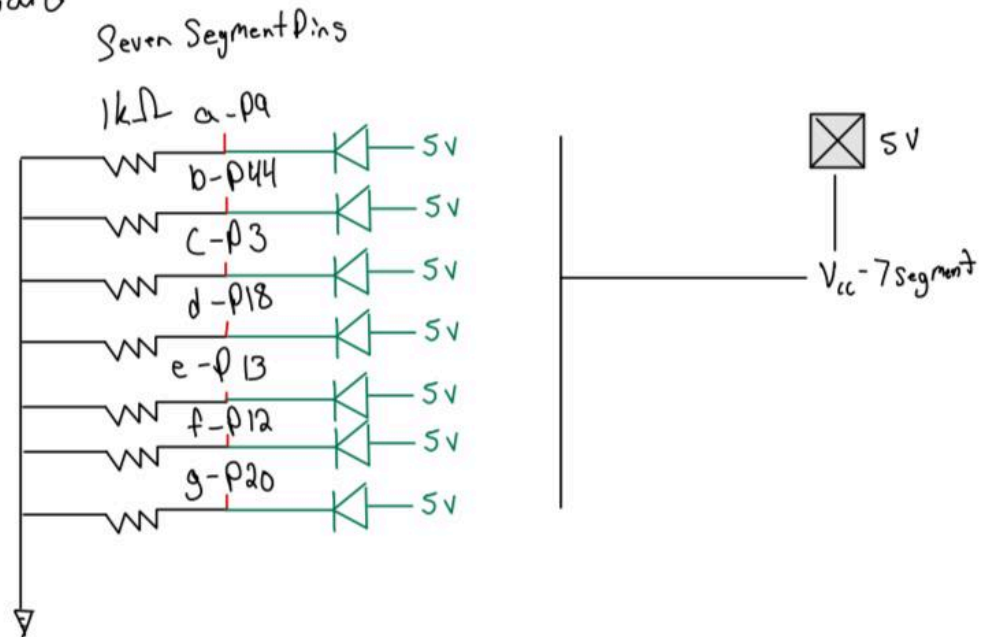 Seven Segment Pins
1kΩ a-P9
5V
b-P44
5V
C-P3
5V
d-P18
5V
e-P13
5V
f-P12
5V
g-P20
5V
5V
Vcc-7segment